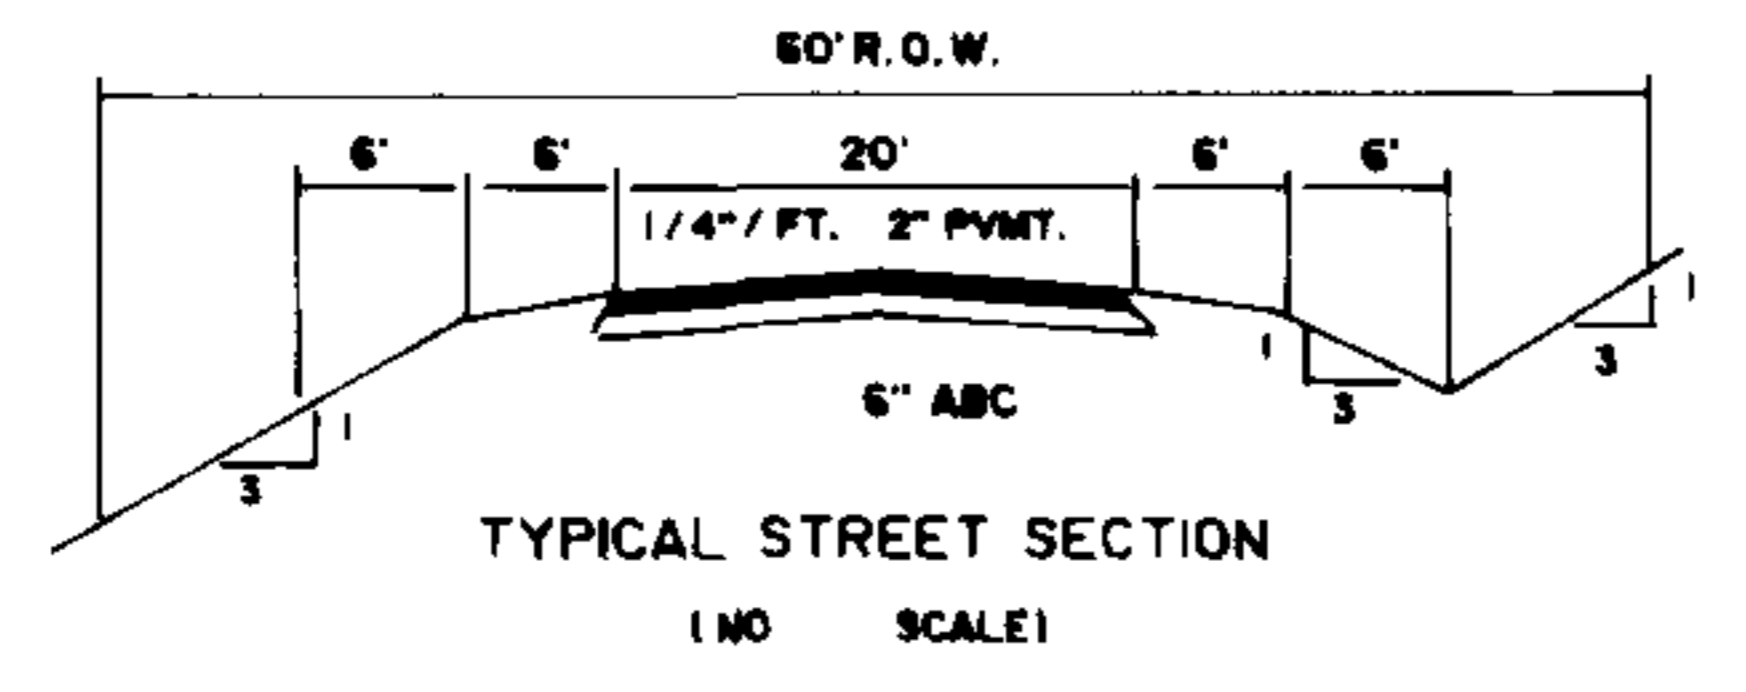 60' R.O.W.
6' 6' 20' 6' 6'
1/4"/FT. 2" PVMT.
1
1
3
3
6" ABC
1
3
TYPICAL STREET SECTION
(NO SCALE)